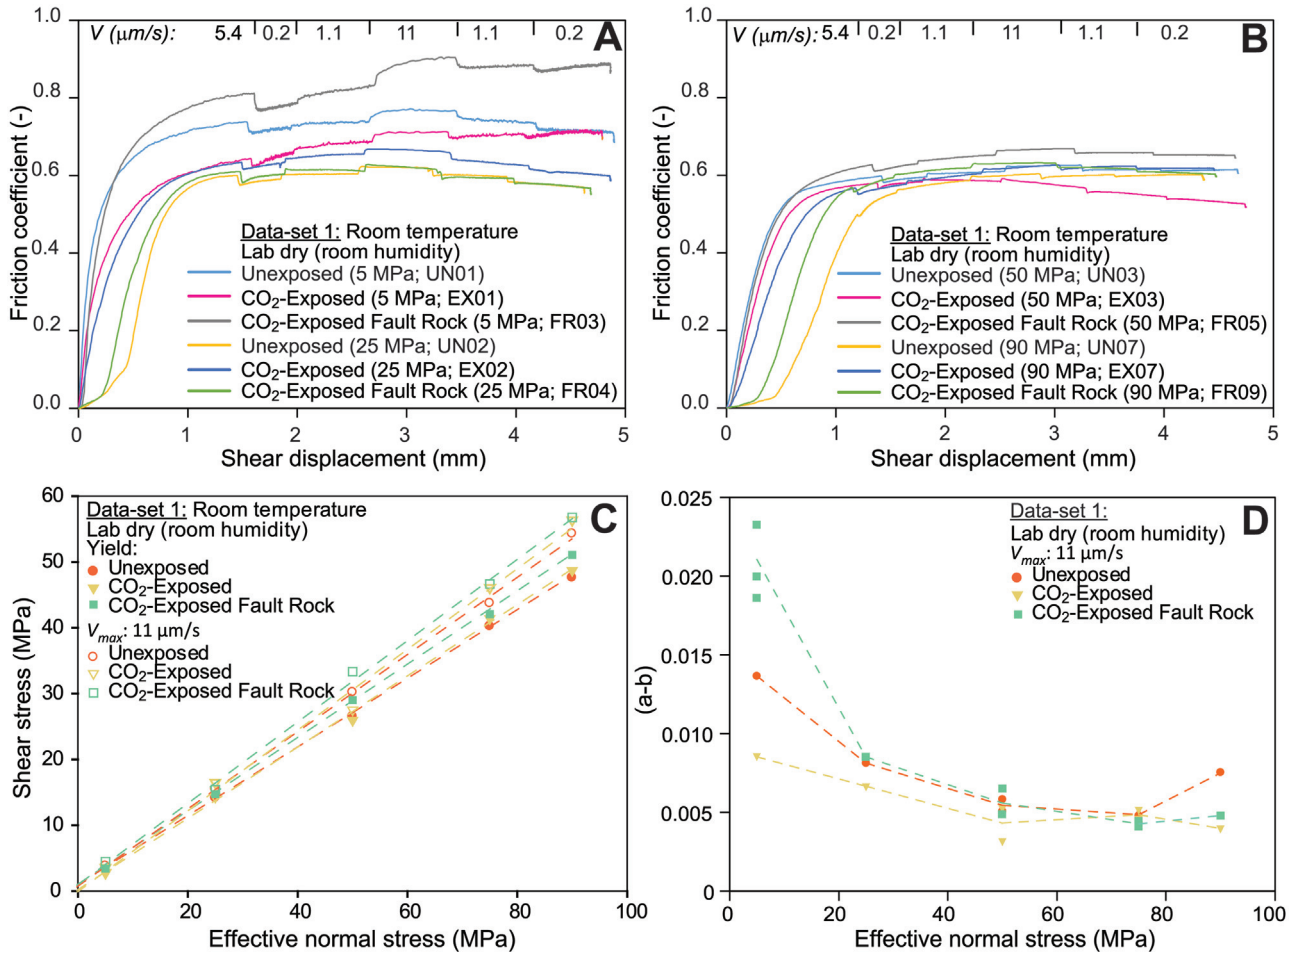 V (μm/s): 5.4 0.2 1.1 11 1.1 0.2
A
1.0
0.8
0.6
0.4
0.2
0.0
Friction coefficient (-)
Data-set 1: Room temperature
Lab dry (room humidity)
Unexposed (5 MPa; UN01)
CO2-Exposed (5 MPa; EX01)
CO2-Exposed Fault Rock (5 MPa; FR03)
Unexposed (25 MPa; UN02)
CO2-Exposed (25 MPa; EX02)
CO2-Exposed Fault Rock (25 MPa; FR04)
0 1 2 3 4 5
Shear displacement (mm)
V (μm/s): 5.4 0.2 1.1 11 1.1 0.2
B
1.0
0.8
0.6
0.4
0.2
0.0
Friction coefficient (-)
Data-set 1: Room temperature
Lab dry (room humidity)
Unexposed (50 MPa; UN03)
CO2-Exposed (50 MPa; EX03)
CO2-Exposed Fault Rock (50 MPa; FR05)
Unexposed (90 MPa; UN07)
CO2-Exposed (90 MPa; EX07)
CO2-Exposed Fault Rock (90 MPa; FR09)
0 1 2 3 4 5
Shear displacement (mm)
C
60
50
40
30
20
10
0
Shear stress (MPa)
Data-set 1: Room temperature
Lab dry (room humidity)
Yield:
Unexposed
CO2-Exposed
CO2-Exposed Fault Rock
Vmax: 11 μm/s
Unexposed
CO2-Exposed
CO2-Exposed Fault Rock
0 20 40 60 80 100
Effective normal stress (MPa)
D
0.025
0.020
0.015
0.010
0.005
0
(a-b)
Data-set 1:
Lab dry (room humidity)
Vmax: 11 μm/s
Unexposed
CO2-Exposed
CO2-Exposed Fault Rock
0 20 40 60 80 100
Effective normal stress (MPa)